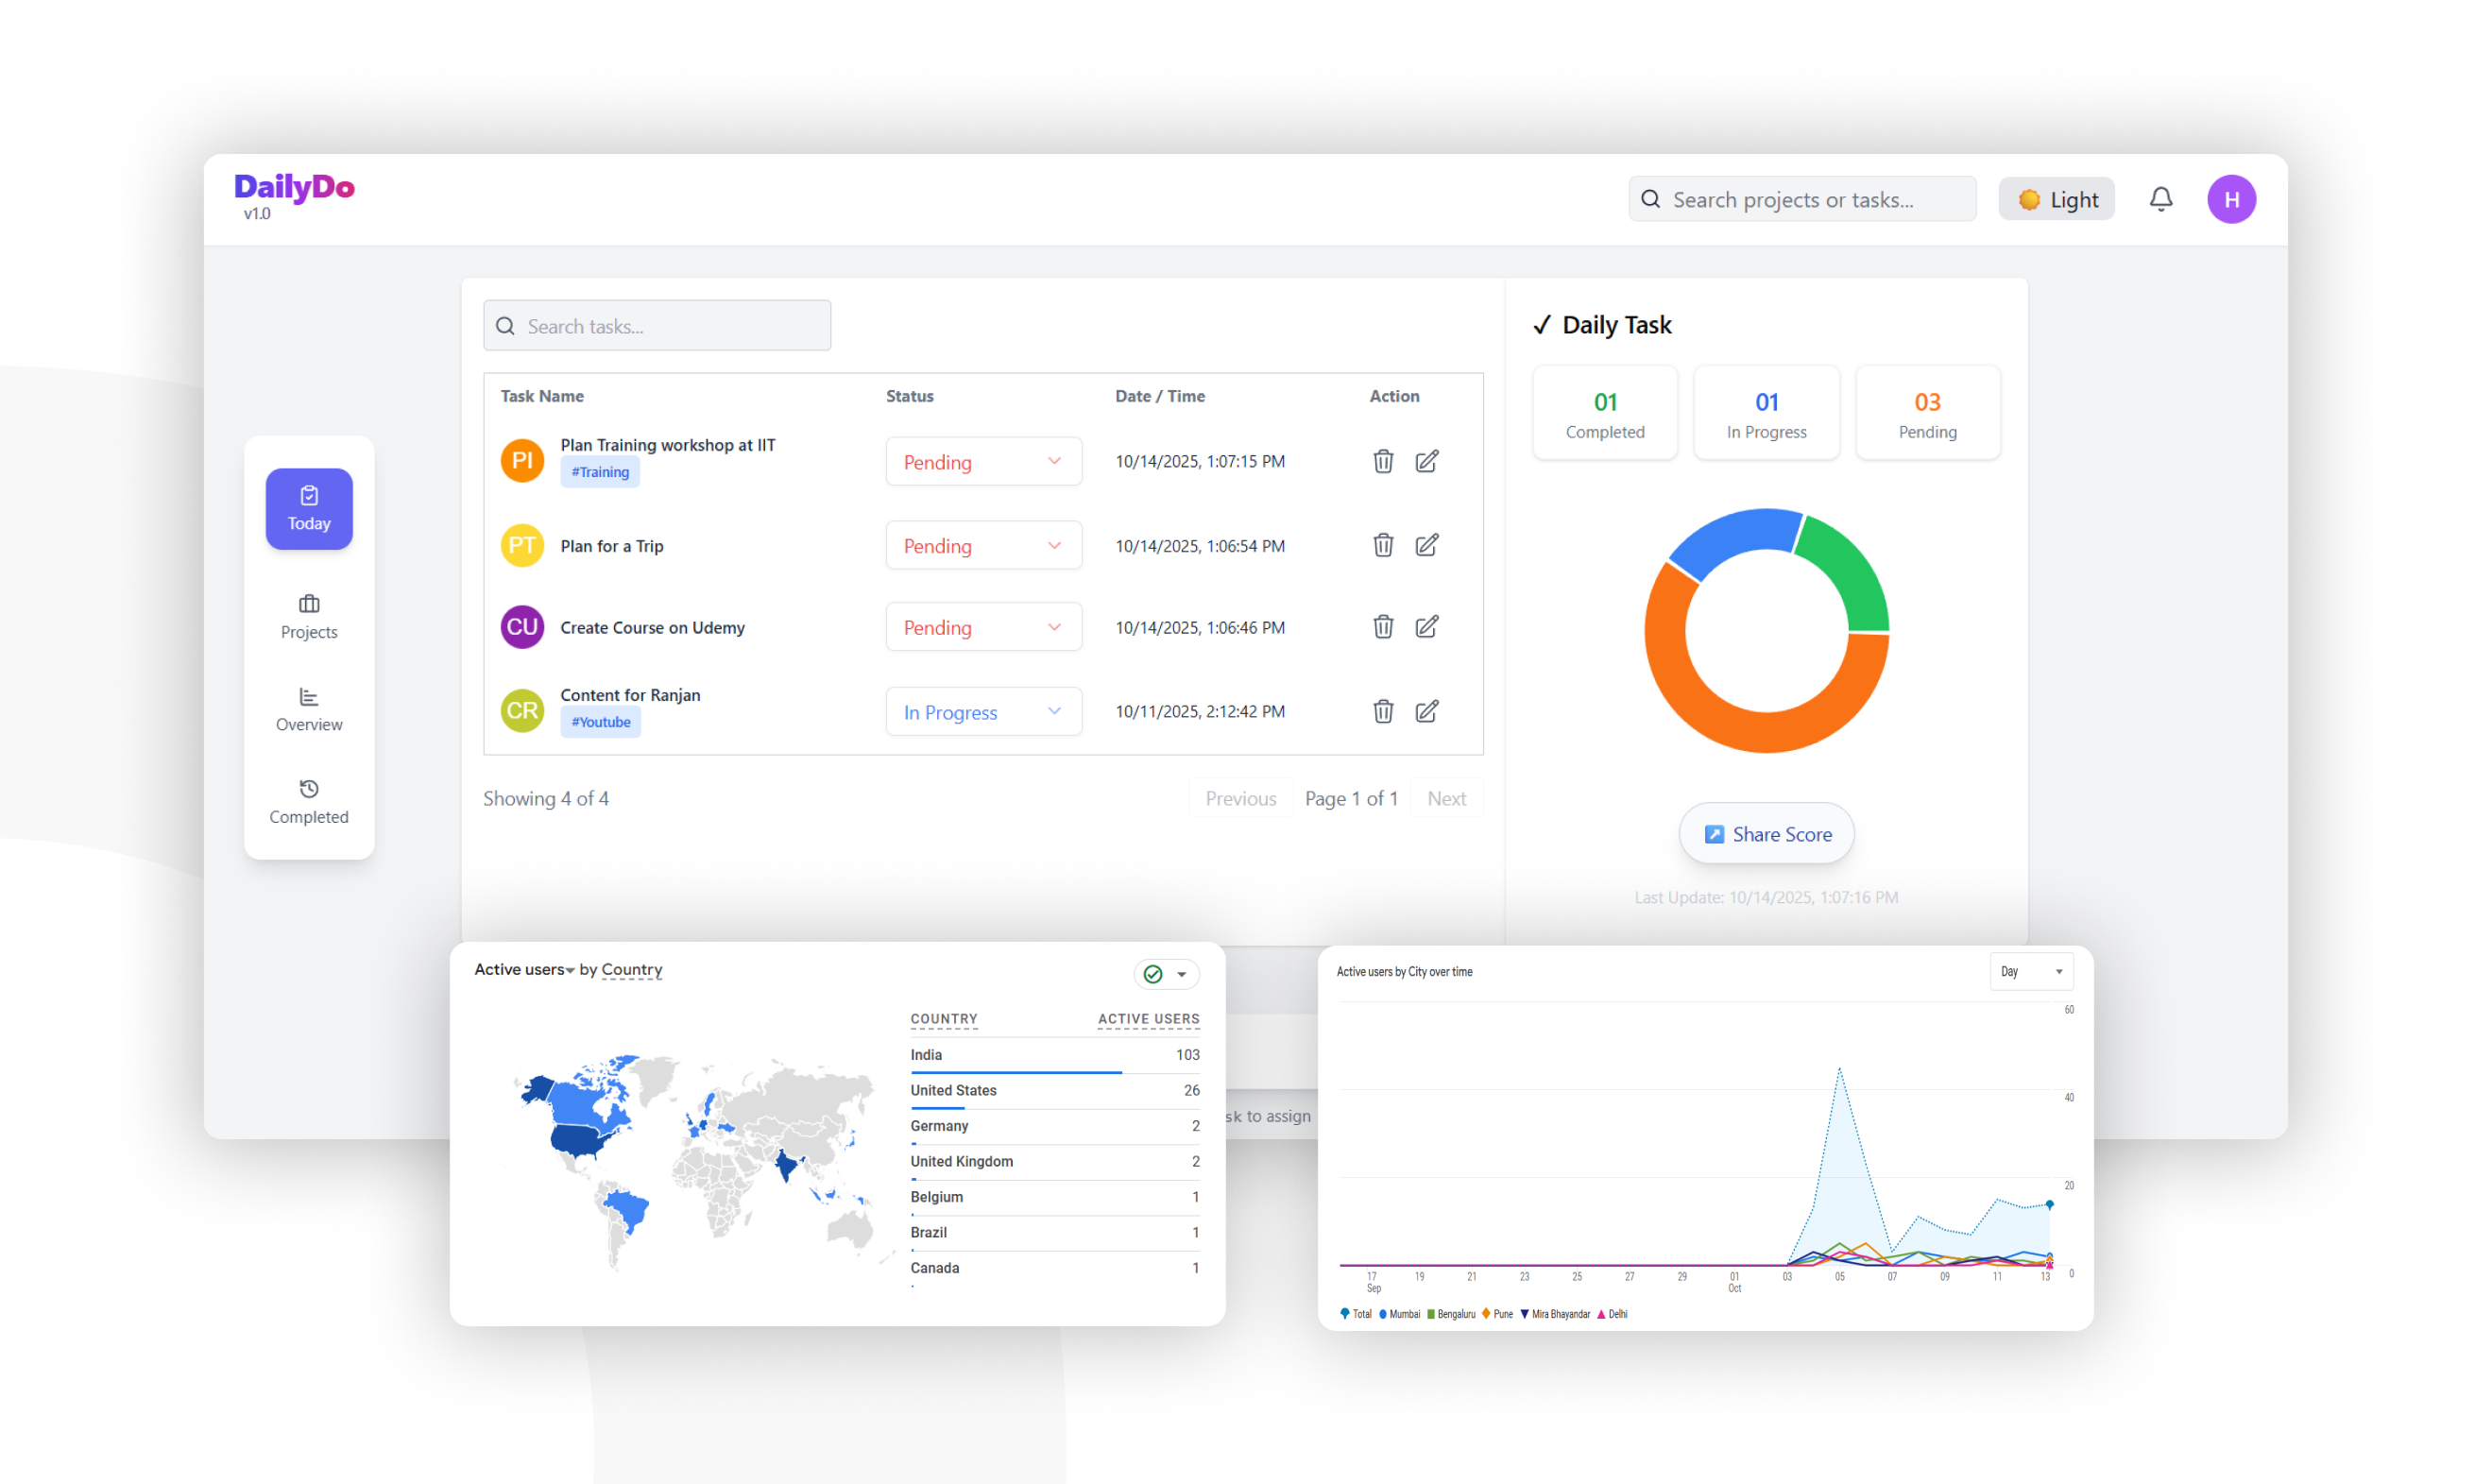 DailyDo
v1.0
Search projects or tasks...
Light
H
Search tasks...
Task Name Status Date / Time Action
PI Plan Training workshop at IIT
#Training
Pending 10/14/2025, 1:07:15 PM
PT Plan for a Trip Pending 10/14/2025, 1:06:54 PM
CU Create Course on Udemy Pending 10/14/2025, 1:06:46 PM
CR Content for Ranjan
#Youtube
In Progress 10/11/2025, 2:12:42 PM
Showing 4 of 4 Previous Page 1 of 1 Next
Today
Projects
Overview
Completed
✓ Daily Task
01 01 03
Completed In Progress Pending
Share Score
Last Update: 10/14/2025, 1:07:16 PM
sk to assign
Active users by Country
COUNTRY ACTIVE USERS
India 103
United States 26
Germany 2
United Kingdom 2
Belgium 1
Brazil 1
Canada 1
Active users by City over time Day
60
40
20
0
17 19 21 23 25 27 29 01 03 05 07 09 11 13
Sep Oct
Total Mumbai Bengaluru Pune Mira Bhayandar Delhi